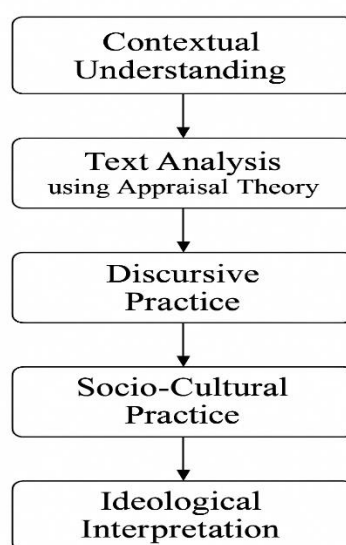 Contextual
Understanding
Text Analysis
using Appraisal Theory
Discursive
Practice
Socio-Cultural
Practice
Ideological
Interpretation